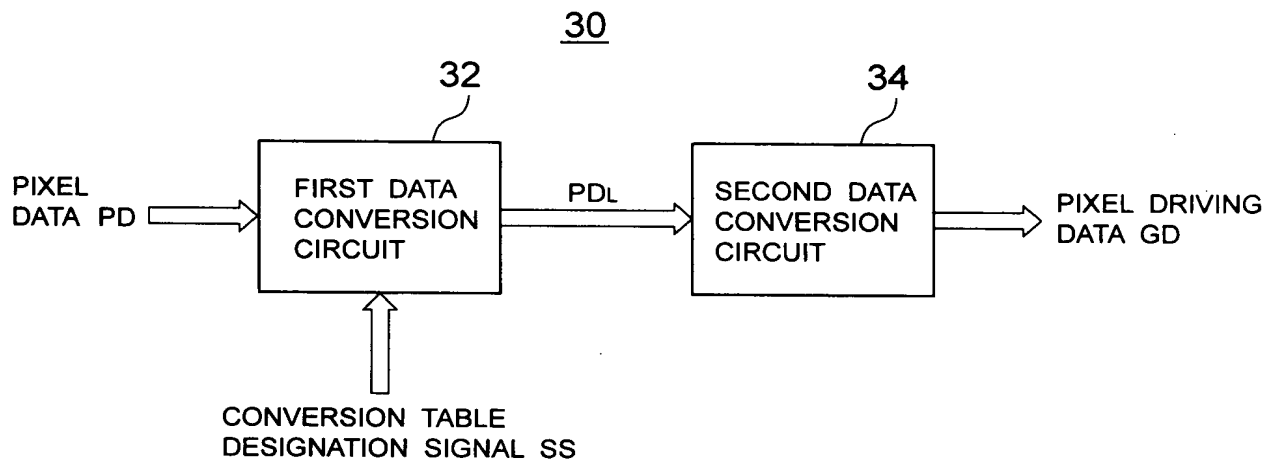 30
32
34
PIXEL
DATA PD
FIRST DATA
CONVERSION
CIRCUIT
PDL
SECOND DATA
CONVERSION
CIRCUIT
PIXEL DRIVING
DATA GD
CONVERSION TABLE
DESIGNATION SIGNAL SS